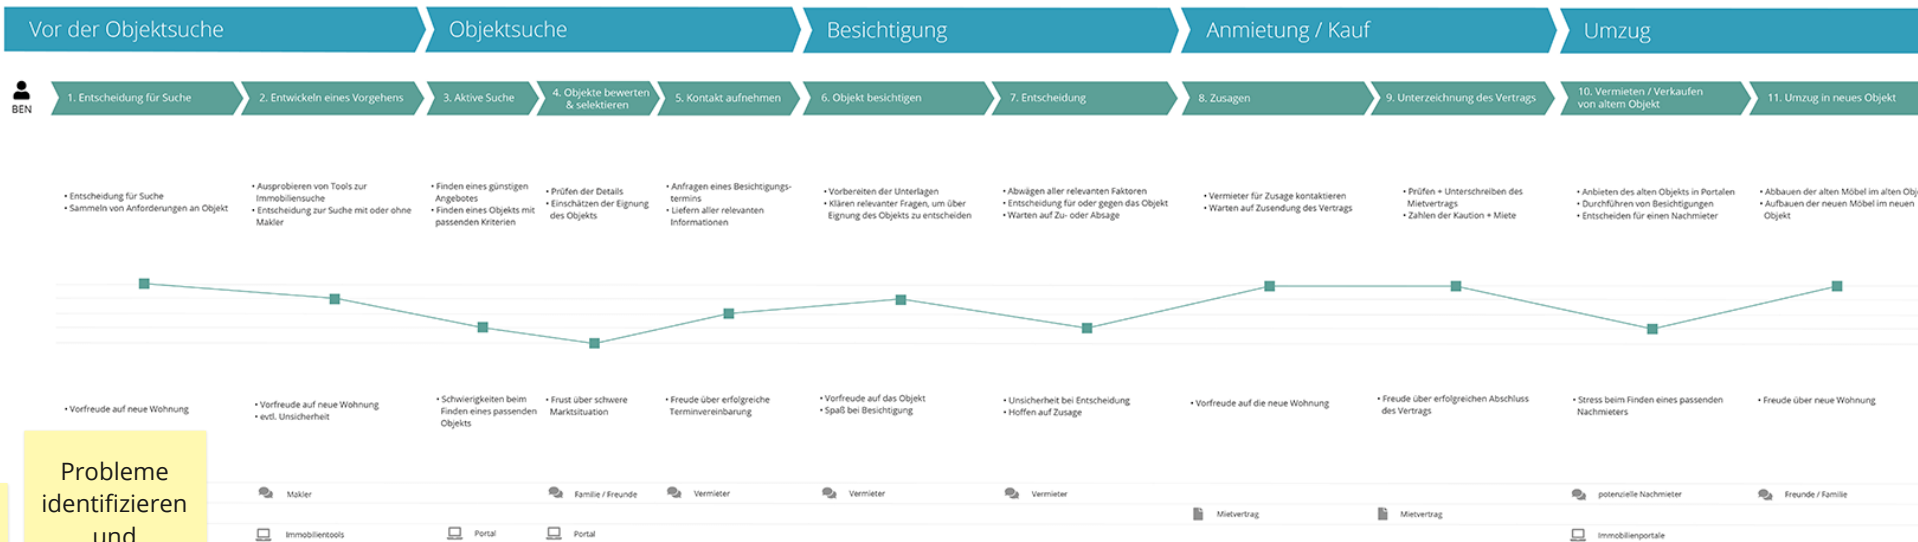 Vor der Objektsuche
Objektsuche
Besichtigung
Anmietung / Kauf
Umzug
BEN
1. Entscheidung für Suche
2. Entwickeln eines Vorgehens
3. Aktive Suche
4. Objekte bewerten
& selektieren
5. Kontakt aufnehmen
6. Objekt besichtigen
7. Entscheidung
8. Zusagen
9. Unterzeichnung des Vertrags
10. Vermieten / Verkaufen
von altem Objekt
11. Umzug in neues Objekt
• Entscheidung für Suche
• Sammeln von Anforderungen an Objekt
• Ausprobieren von Tools zur
Immobiliensuche
• Entscheidung zur Suche mit oder ohne
Makler
• Finden eines günstigen
Angebotes
• Finden eines Objekts mit
passenden Kriterien
• Prüfen der Details
• Einschätzen der Eignung
des Objekts
• Anfragen eines Besichtigungs-
termins
• Liefern aller relevanten
Informationen
• Vorbereiten der Unterlagen
• Klären relevanter Fragen, um über
Eignung des Objekts zu entscheiden
• Abwägen aller relevanten Faktoren
• Entscheidung für oder gegen das Objekt
• Warten auf Zu- oder Absage
• Vermieter für Zusage kontaktieren
• Warten auf Zusendung des Vertrags
• Prüfen + Unterschreiben des
Mietvertrags
• Zahlen der Kaution + Miete
• Anbieten des alten Objekts in Portalen
• Durchführen von Besichtigungen
• Entscheiden für einen Nachmieter
• Abbauen der alten Möbel im alten Obj
• Aufbauen der neuen Möbel im neuen
Objekt
• Vorfreude auf neue Wohnung
• Vorfreude auf neue Wohnung
• evtl. Unsicherheit
• Schwierigkeiten beim
Finden eines passenden
Objekts
• Frust über schwere
Marktsituation
• Freude über erfolgreiche
Terminvereinbarung
• Vorfreude auf das Objekt
• Spaß bei Besichtigung
• Unsicherheit bei Entscheidung
• Hoffen auf Zusage
• Vorfreude auf die neue Wohnung
• Freude über erfolgreichen Abschluss
des Vertrags
• Stress beim Finden eines passenden
Nachmieters
• Freude über neue Wohnung
Probleme
identifizieren
und
Makler
Familie / Freunde
Vermieter
Vermieter
Vermieter
potenzielle Nachmieter
Freunde / Familie
Mietvertrag
Mietvertrag
Immobilientools
Portal
Portal
Immobilienportale